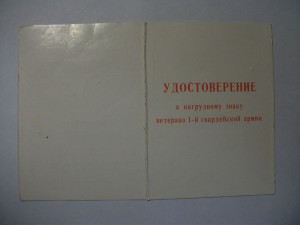 УДОСТОВЕРЕНИЕ
к нагрудному знаку
ветерана 1-й гвардейской армии